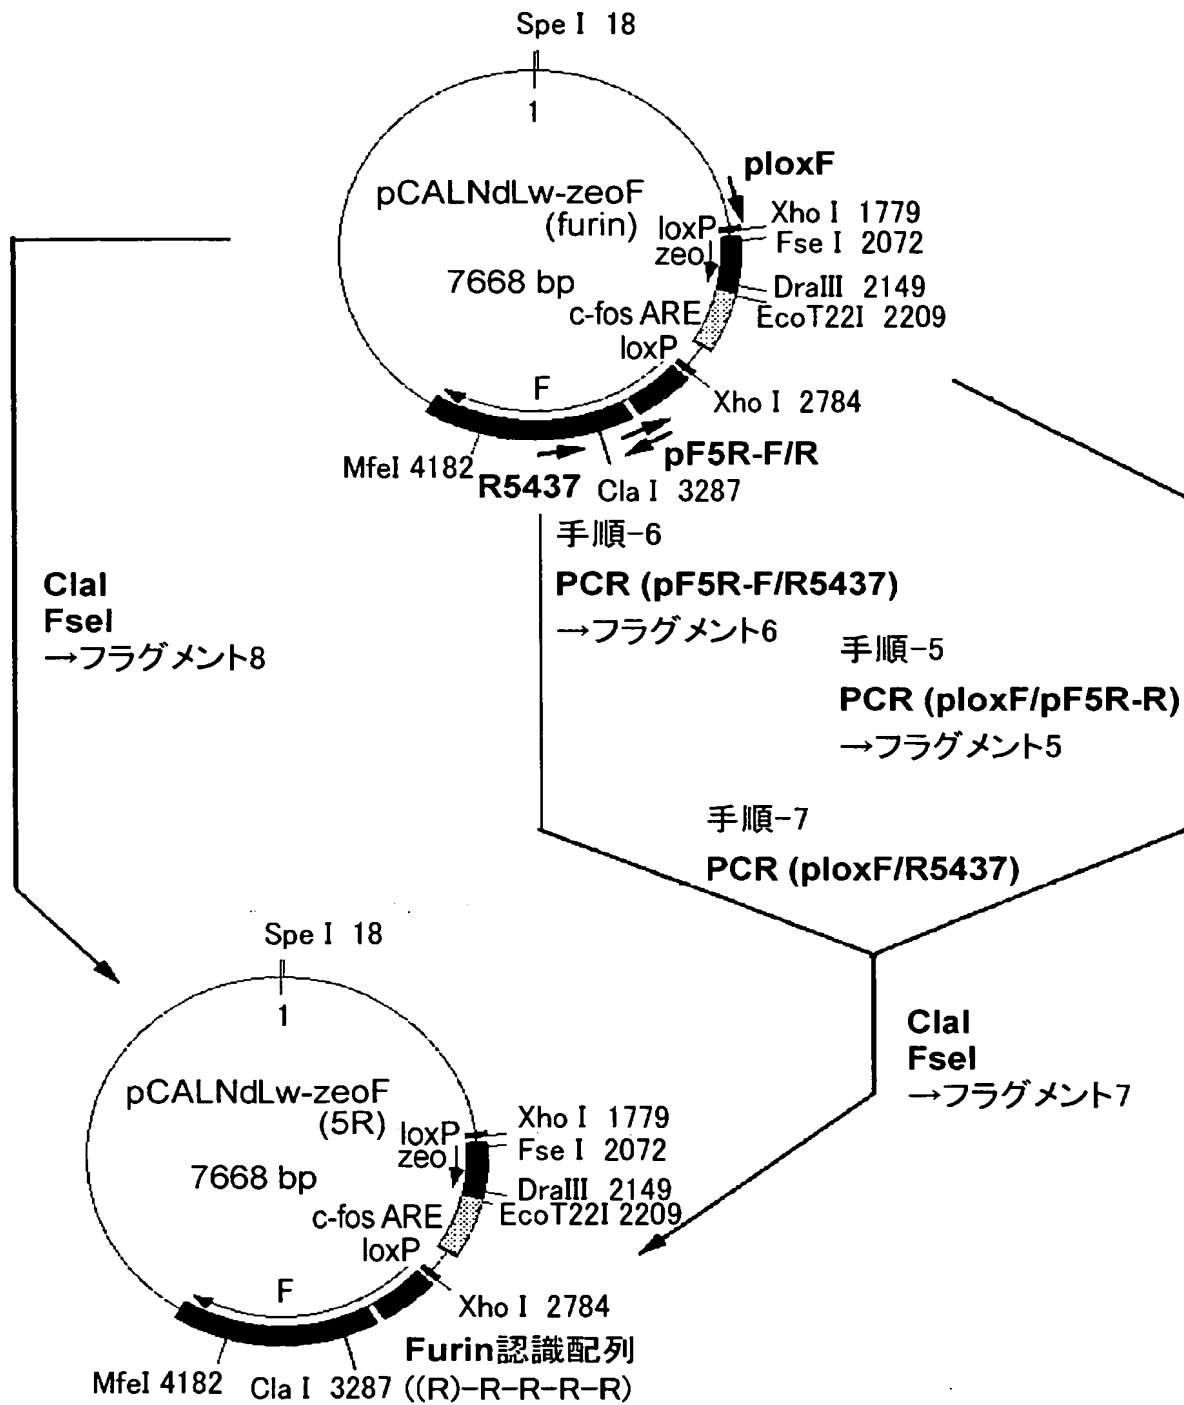 Spe I 18
1
ploxF
pCALNdLw-zeoF
(furin)
loxP
Xho I 1779
zeo
Fse I 2072
7668 bp
DraIII 2149
c-fos ARE
EcoT22I 2209
loxP
F
Xho I 2784
MfeI 4182
R5437
Cla I 3287
pF5R-F/R
手順-6
PCR (pF5R-F/R5437)
→フラグメント6
ClaI
FseI
→フラグメント8
手順-5
PCR (ploxF/pF5R-R)
→フラグメント5
手順-7
PCR (ploxF/R5437)
ClaI
FseI
→フラグメント7
Spe I 18
1
pCALNdLw-zeoF
(5R)
loxP
Xho I 1779
zeo
Fse I 2072
7668 bp
DraIII 2149
c-fos ARE
EcoT22I 2209
loxP
F
Xho I 2784
Furin認識配列
MfeI 4182
Cla I 3287
((R)-R-R-R-R)